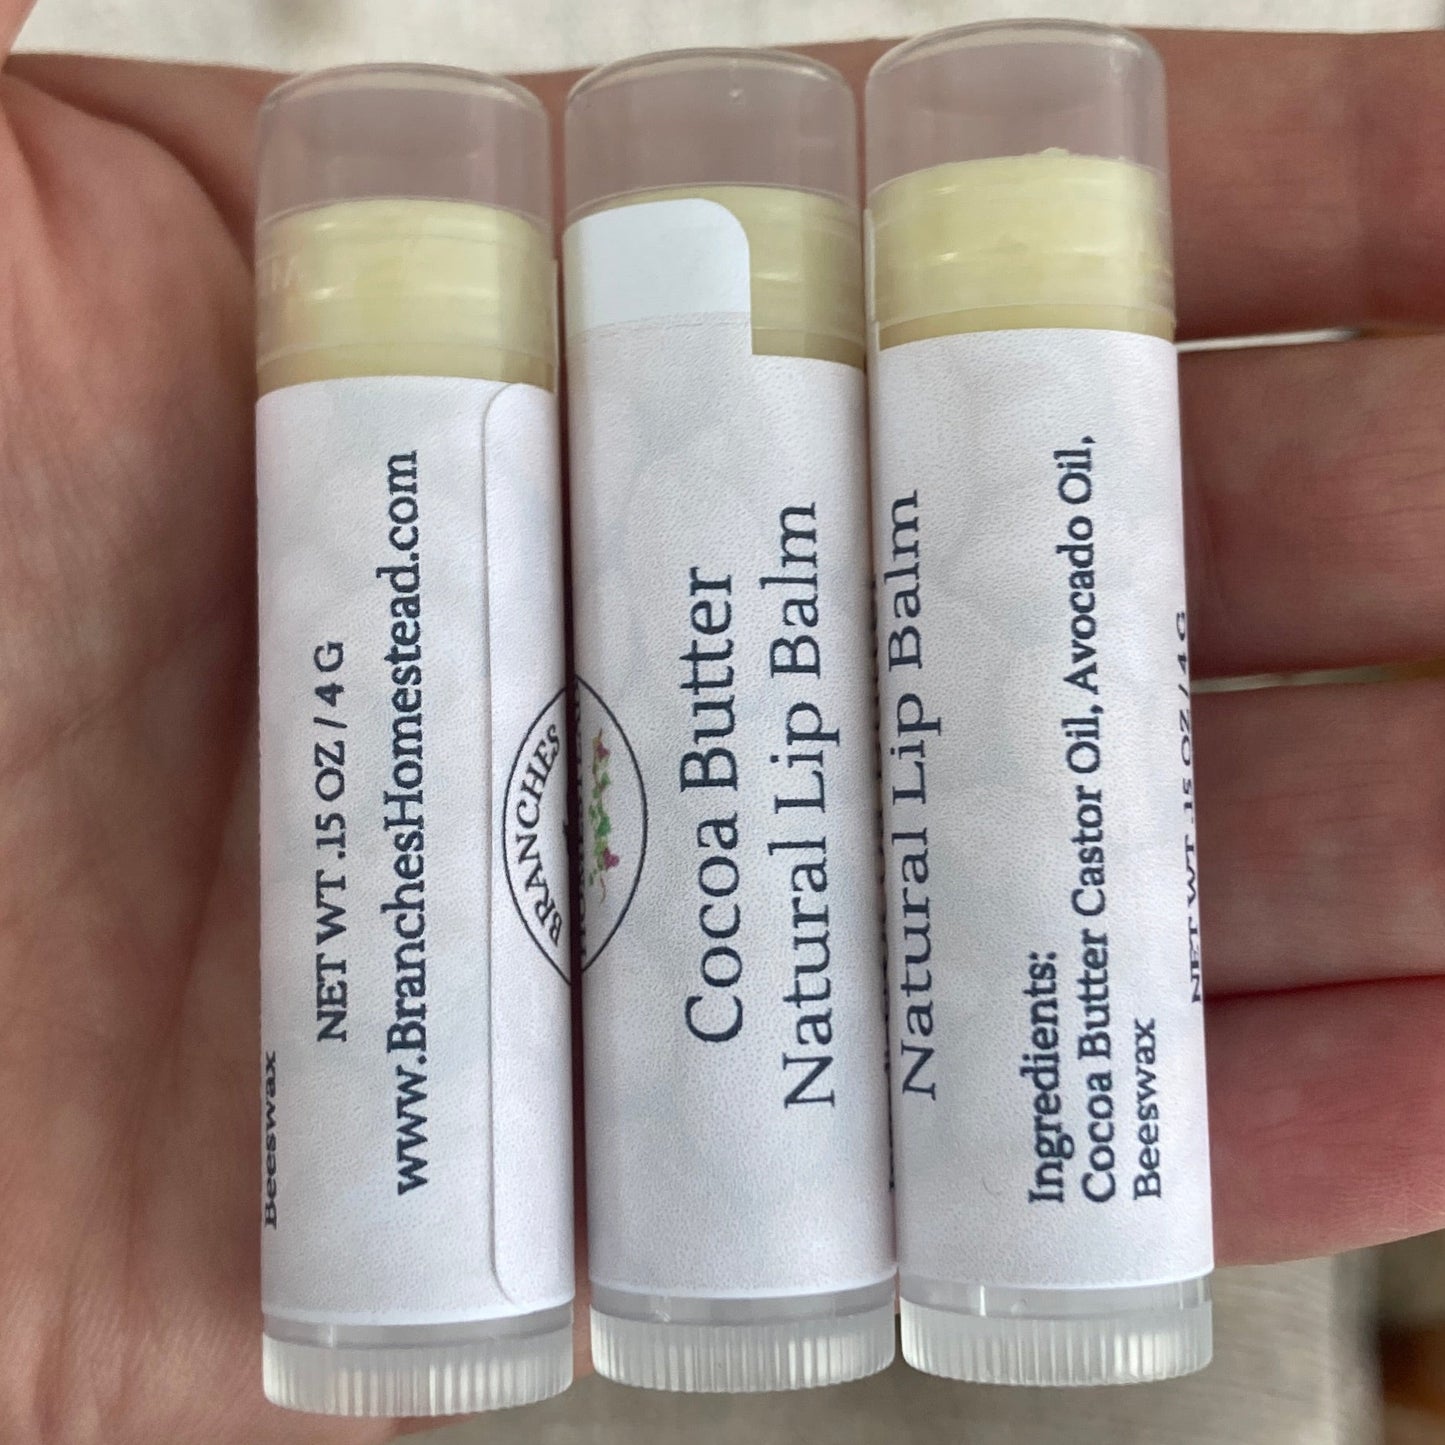 Beeswax
NET WT .15 OZ / 4 G
www.BranchesHomestead.com
BRANCHES
Cocoa Butter
Natural Lip Balm
Natural Lip Balm
Ingredients:
Cocoa Butter Castor Oil, Avocado Oil,
Beeswax
NET WT .15 OZ / 4 G